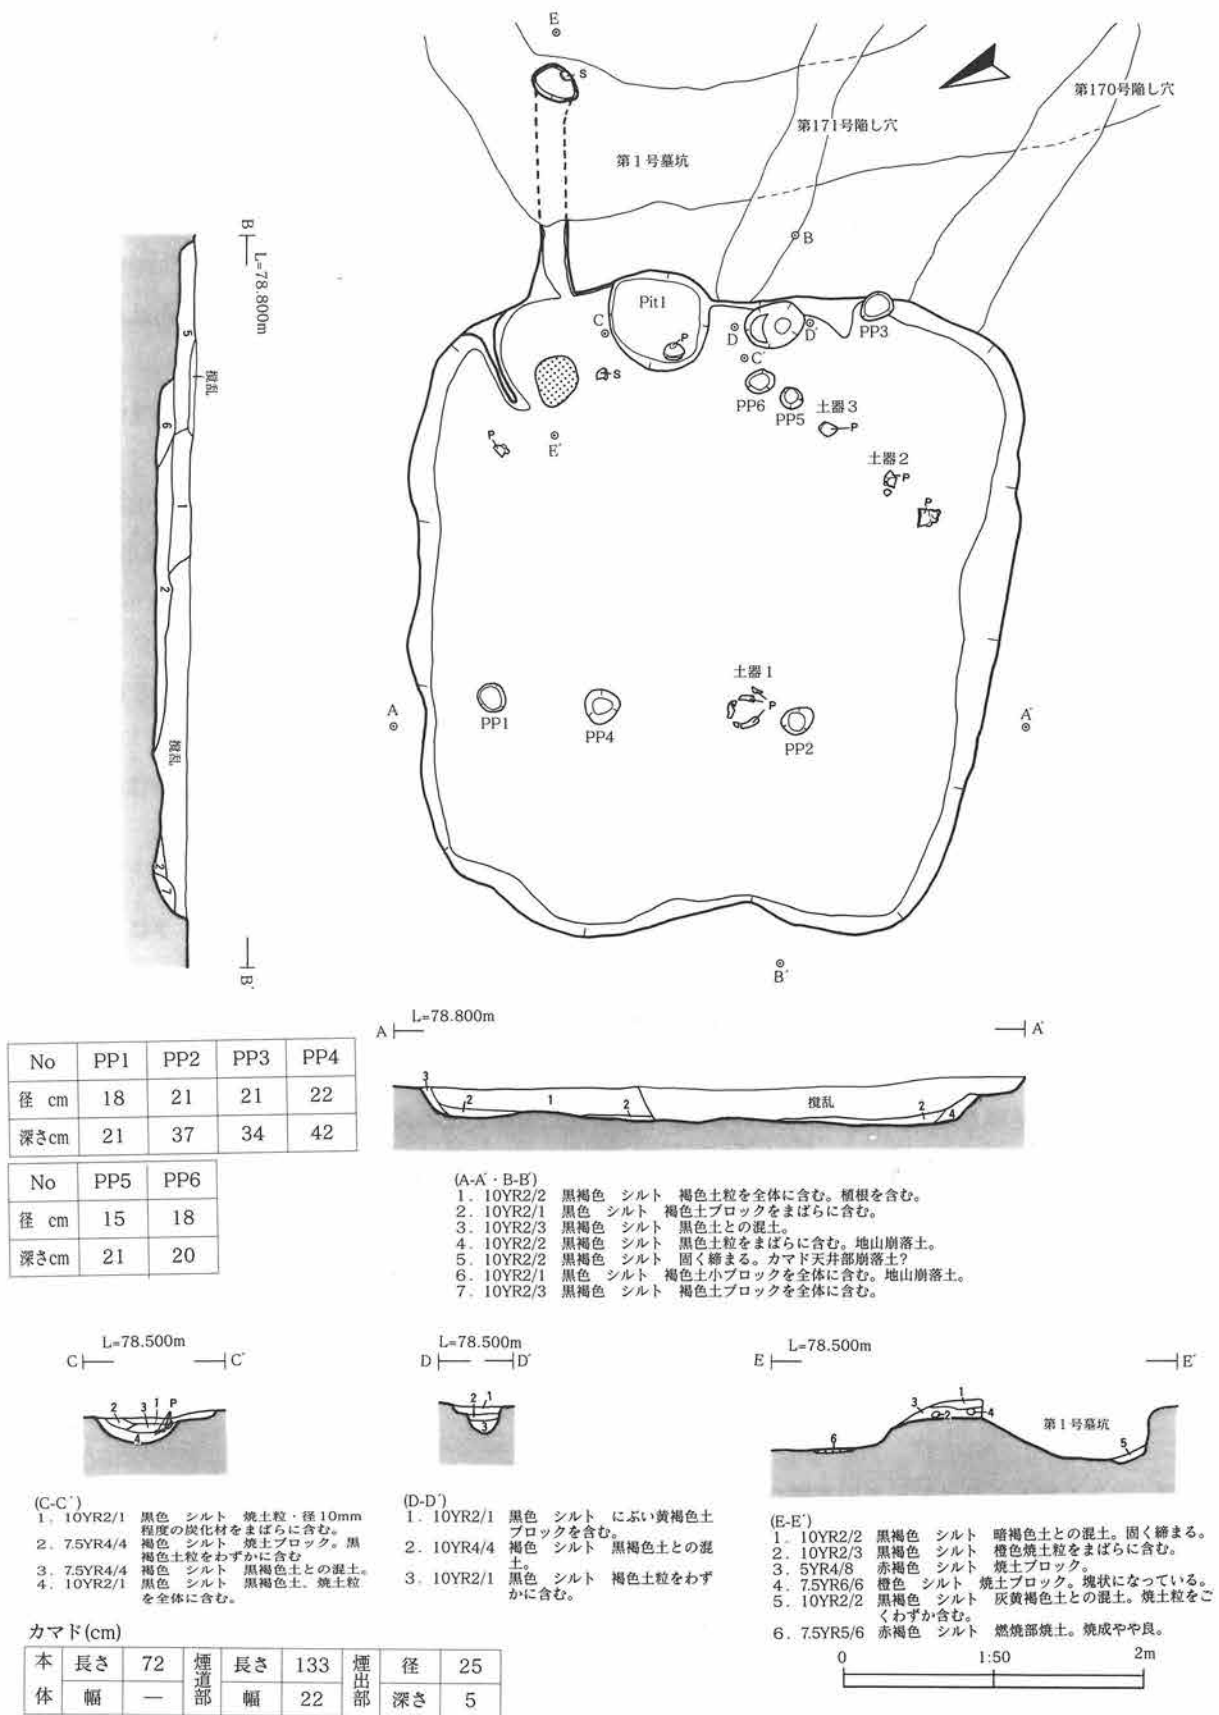 E
S
第170号陥し穴
第171号陥し穴
第1号墓坑
B
L=78.800m
B
Pit1
C
P
D
D´
PP3
C´
S
PP6
PP5
土器3
P
P
E´
土器2
P
P
5
撹乱
6
1
2
撹乱
2
7
B´
土器1
P
A
PP1
PP4
PP2
A´
B´
L=78.800m
A
A´
3
2
1
2
撹乱
2
4
No PP1 PP2 PP3 PP4
径 cm 18 21 21 22
深さcm 21 37 34 42
No PP5 PP6
径 cm 15 18
深さcm 21 20
(A-A´・B-B´)
1. 10YR2/2 黒褐色 シルト 褐色土粒を全体に含む。植根を含む。
2. 10YR2/1 黒色 シルト 褐色土ブロックをまばらに含む。
3. 10YR2/3 黒褐色 シルト 黒色土との混土。
4. 10YR2/2 黒褐色 シルト 黒色土粒をまばらに含む。地山崩落土。
5. 10YR2/2 黒褐色 シルト 固く締まる。カマド天井部崩落土?
6. 10YR2/1 黒色 シルト 褐色土小ブロックを全体に含む。地山崩落土。
7. 10YR2/3 黒褐色 シルト 褐色土ブロックを全体に含む。
L=78.500m
C
C´
2 3 1 P
4
(C-C´)
1. 10YR2/1 黒色 シルト 焼土粒・径10mm
程度の炭化材をまばらに含む。
2. 7.5YR4/4 褐色 シルト 焼土ブロック。黒
褐色土粒をわずかに含む
3. 7.5YR4/4 褐色 シルト 黒褐色土との混土。
4. 10YR2/1 黒色 シルト 黒褐色土、焼土粒
を全体に含む。
L=78.500m
D
D´
2 1
3
(D-D´)
1. 10YR2/1 黒色 シルト にぶい黄褐色土
ブロックを含む。
2. 10YR4/4 褐色 シルト 黒褐色土との混
土。
3. 10YR2/1 黒色 シルト 褐色土粒をわず
かに含む。
L=78.500m
E
E´
3
1
2
4
第1号墓坑
6
5
(E-E´)
1. 10YR2/2 黒褐色 シルト 暗褐色土との混土。固く締まる。
2. 10YR2/3 黒褐色 シルト 橙色焼土粒をまばらに含む。
3. 5YR4/8 赤褐色 シルト 焼土ブロック。
4. 7.5YR6/6 橙色 シルト 焼土ブロック。塊状になっている。
5. 10YR2/2 黒褐色 シルト 灰黄褐色土との混土。焼土粒をご
くわずか含む。
6. 7.5YR5/6 赤褐色 シルト 燃焼部焼土。焼成やや良。
カマド(cm)
本体 長さ 72 煙道部 長さ 133 煙出部 径 25
幅 — 幅 22 深さ 5
0 1:50 2m